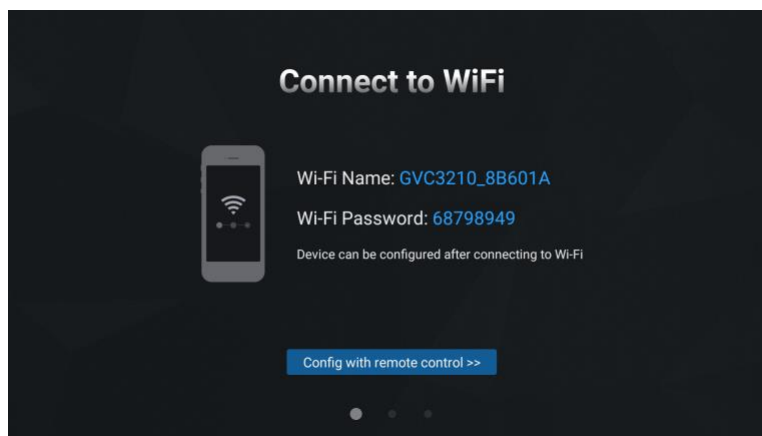 Connect to WiFi
Wi-Fi Name: GVC3210_8B601A
Wi-Fi Password: 68798949
Device can be configured after connecting to Wi-Fi
Config with remote control >>